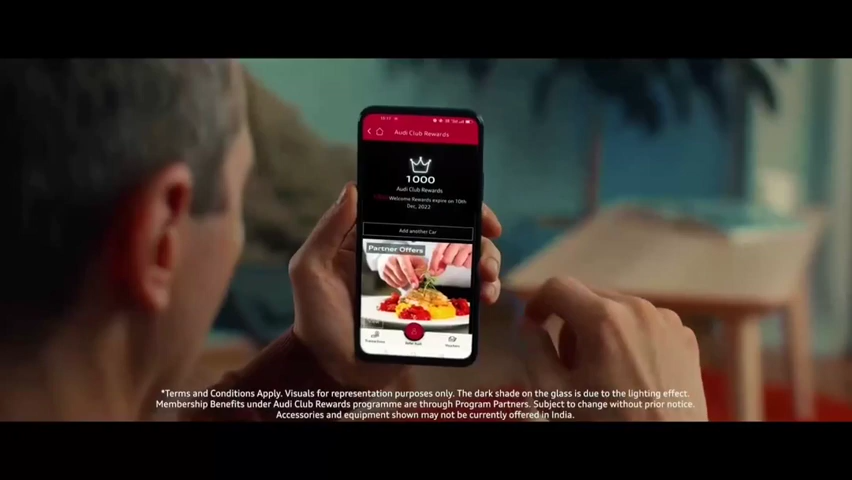 Audi Club Rewards
1000
Audi Club Rewards
Welcome Rewards expire on 10th
Dec, 2022
Add another Car
Partner Offers
Transactions
Vouchers
*Terms and Conditions Apply. Visuals for representation purposes only. The dark shade on the glass is due to the lighting effect.
Membership Benefits under Audi Club Rewards programme are through Program Partners. Subject to change without prior notice.
Accessories and equipment shown may not be currently offered in India.